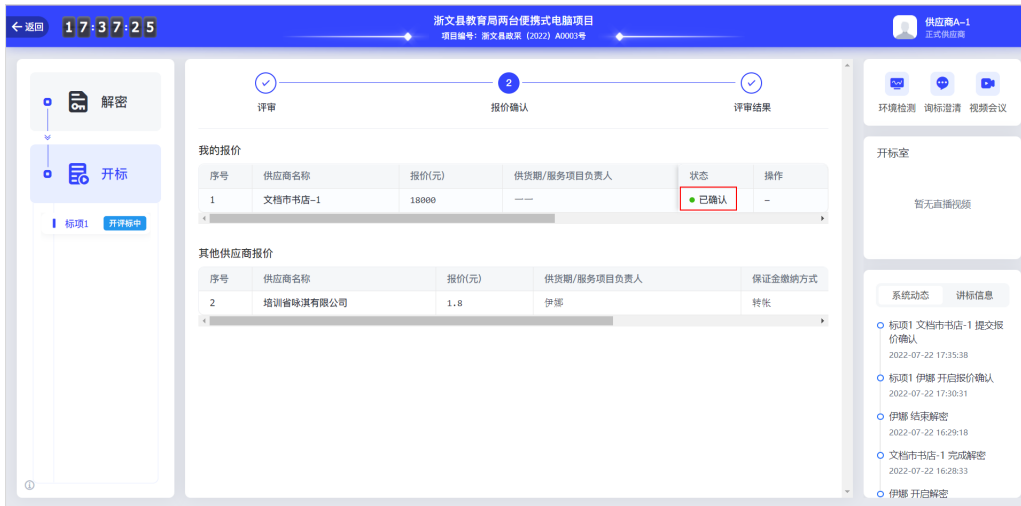 返回
17:37:25
浙文县教育局两台便携式电脑项目
项目编号：浙文县政采（2022）A0003号
供应商A-1
正式供应商
解密
开标
标项1 开评标中
评审
2
报价确认
评审结果
我的报价
序号 供应商名称 报价(元) 供货期/服务项目负责人 状态 操作
1 文档市书店-1 18000 —— 已确认 -
其他供应商报价
序号 供应商名称 报价(元) 供货期/服务项目负责人 保证金缴纳方式
2 培训省咏淇有限公司 1.8 伊娜 转帐
环境检测 询标澄清 视频会议
开标室
暂无直播视频
系统动态 讲标信息
标项1 文档市书店-1 提交报
价确认
2022-07-22 17:35:38
标项1 伊娜 开启报价确认
2022-07-22 17:30:31
伊娜 结束解密
2022-07-22 16:29:18
文档市书店-1 完成解密
2022-07-22 16:28:33
伊娜 开启解密